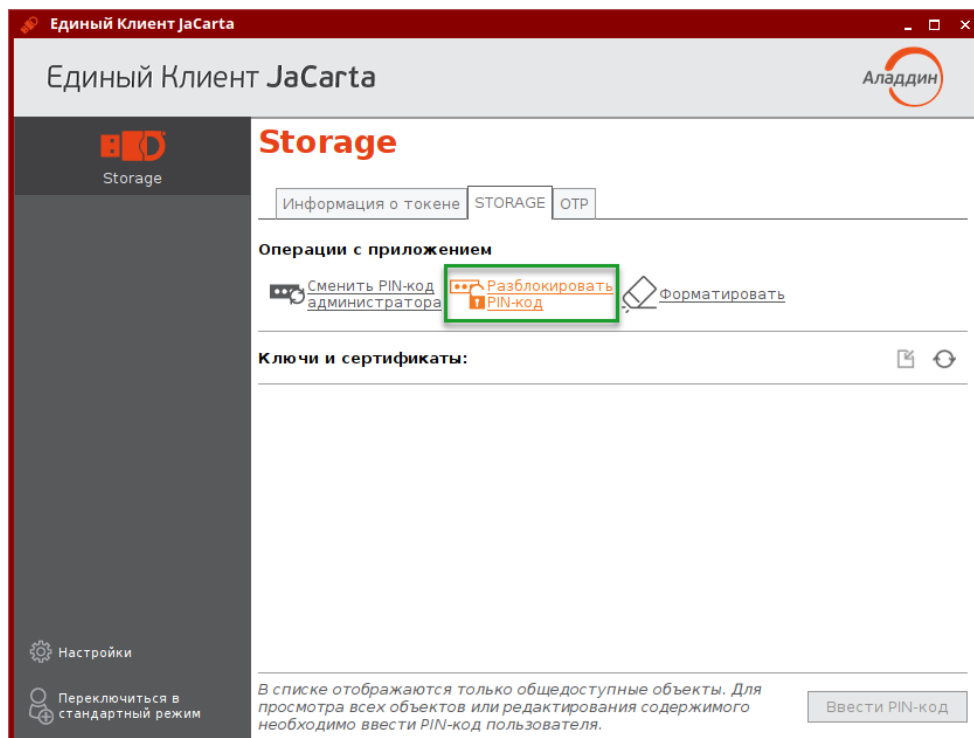 Единый Клиент JaCarta
Единый Клиент JaCarta
Аладдин
Storage
Storage
Информация о токене STORAGE OTP
Операции с приложением
Сменить PIN-код
администратора
Разблокировать
PIN-код
Форматировать
Ключи и сертификаты:
Настройки
Переключиться в
стандартный режим
В списке отображаются только общедоступные объекты. Для
просмотра всех объектов или редактирования содержимого
необходимо ввести PIN-код пользователя.
Ввести PIN-код